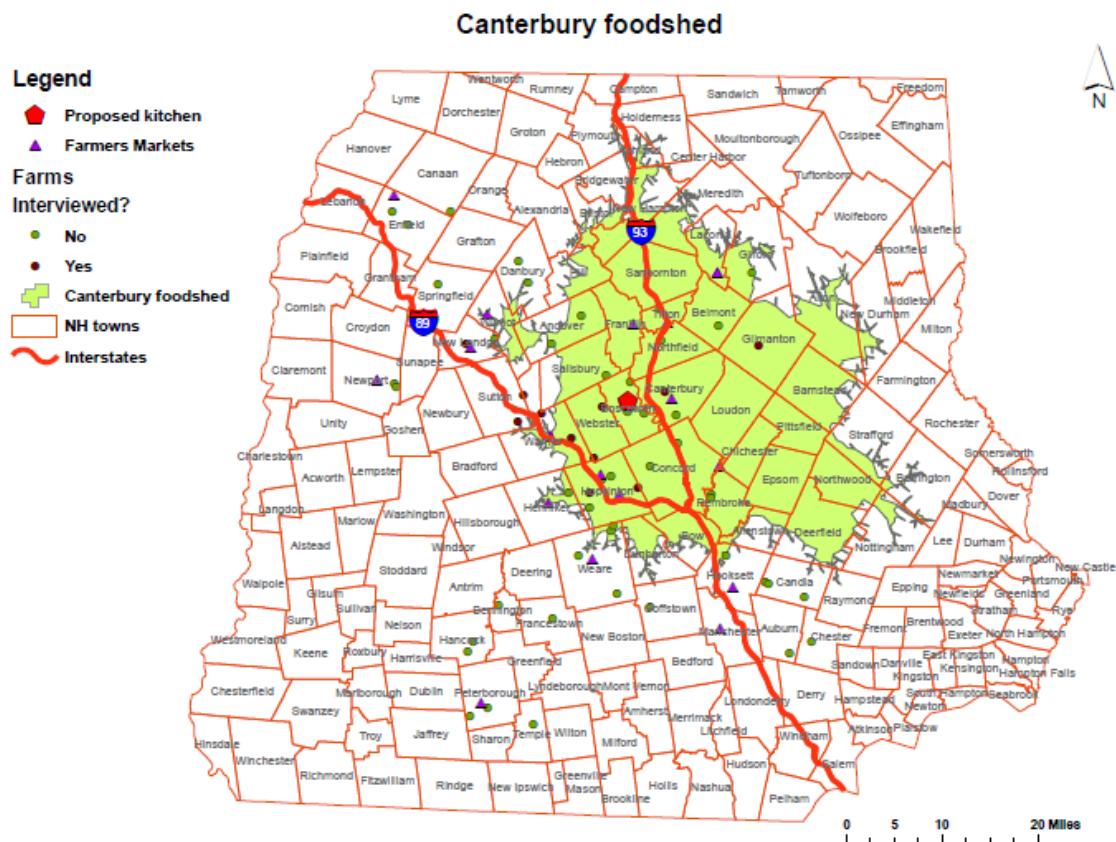 Canterbury foodshed
Legend
Proposed kitchen
Farmers Markets
Farms
Interviewed?
No
Yes
Canterbury foodshed
NH towns
Interstates
N
Wentworth
Rumney
Campton
Sandwich
Tamworth
Freedom
Lyme
Dorchester
Holderness
Effingham
Groton
Plymouth
Moultonborough
Ossipee
Hanover
Hebron
Center Harbor
Canaan
Bridgewater
Tuftonboro
Orange
Meredith
Lebanon
Alexandria
Wolfeboro
Enfield
93
Wakefield
Grafton
Brookfield
Plainfield
Gilford
Grantham
Danbury
Hill
Sanbornton
Springfield
Alton
Middleton
Cornish
New Durham
Croydon
89
Andover
Franklin
Tilton
Belmont
Milton
New London
Northfield
Gilmanton
Sunapee
Claremont
Salisbury
Newport
Canterbury
Barnstead
Farmington
Sutton
Newbury
Loudon
Unity
Goshen
Webster
Pittsfield
Rochester
Strafford
Charlestown
Chichester
Somersworth
Lempster
Bradford
Concord
Rollinsford
Acworth
Epsom
Northwood
Barrington
Hopkinton
Dover
Langdon
Washington
Henniker
Pembroke
Madbury
Marlow
Hillsborough
Bow
Deerfield
Lee
Durham
Alstead
Windsor
Nottingham
Newington
Stoddard
Deering
Weare
Hooksett
New Castle
Walpole
Antrim
Candia
Newmarket
Portsmouth
Gilsum
Epping
Newfields
Greenland
Sullivan
Bennington
Goffstown
Raymond
Stratham
Surry
Nelson
Francestown
Brentwood
Rye
Westmoreland
Hancock
New Boston
Manchester
Auburn
Chester
Fremont
Exeter
North Hampton
Keene
Roxbury
Harrisville
Greenfield
Bedford
East Kingston
Hampton
Sandown
Danville
Kensington
Hampton Falls
Kingston
Chesterfield
Marlborough
Dublin
Peterborough
Lyndeborough
Mont Vernon
Derry
Hampstead
South Hampton
Seabrook
Londonderry
Newton
Swanzey
Amherst
Merrimack
Troy
Jaffrey
Sharon
Temple
Wilton
Litchfield
Atkinson
Plaistow
Hinsdale
Milford
Windham
Winchester
Salem
Richmond
Fitzwilliam
Rindge
New Ipswich
Greenville
Mason
Hollis
Nashua
Hudson
Brookline
Pelham
0 5 10 20 Miles